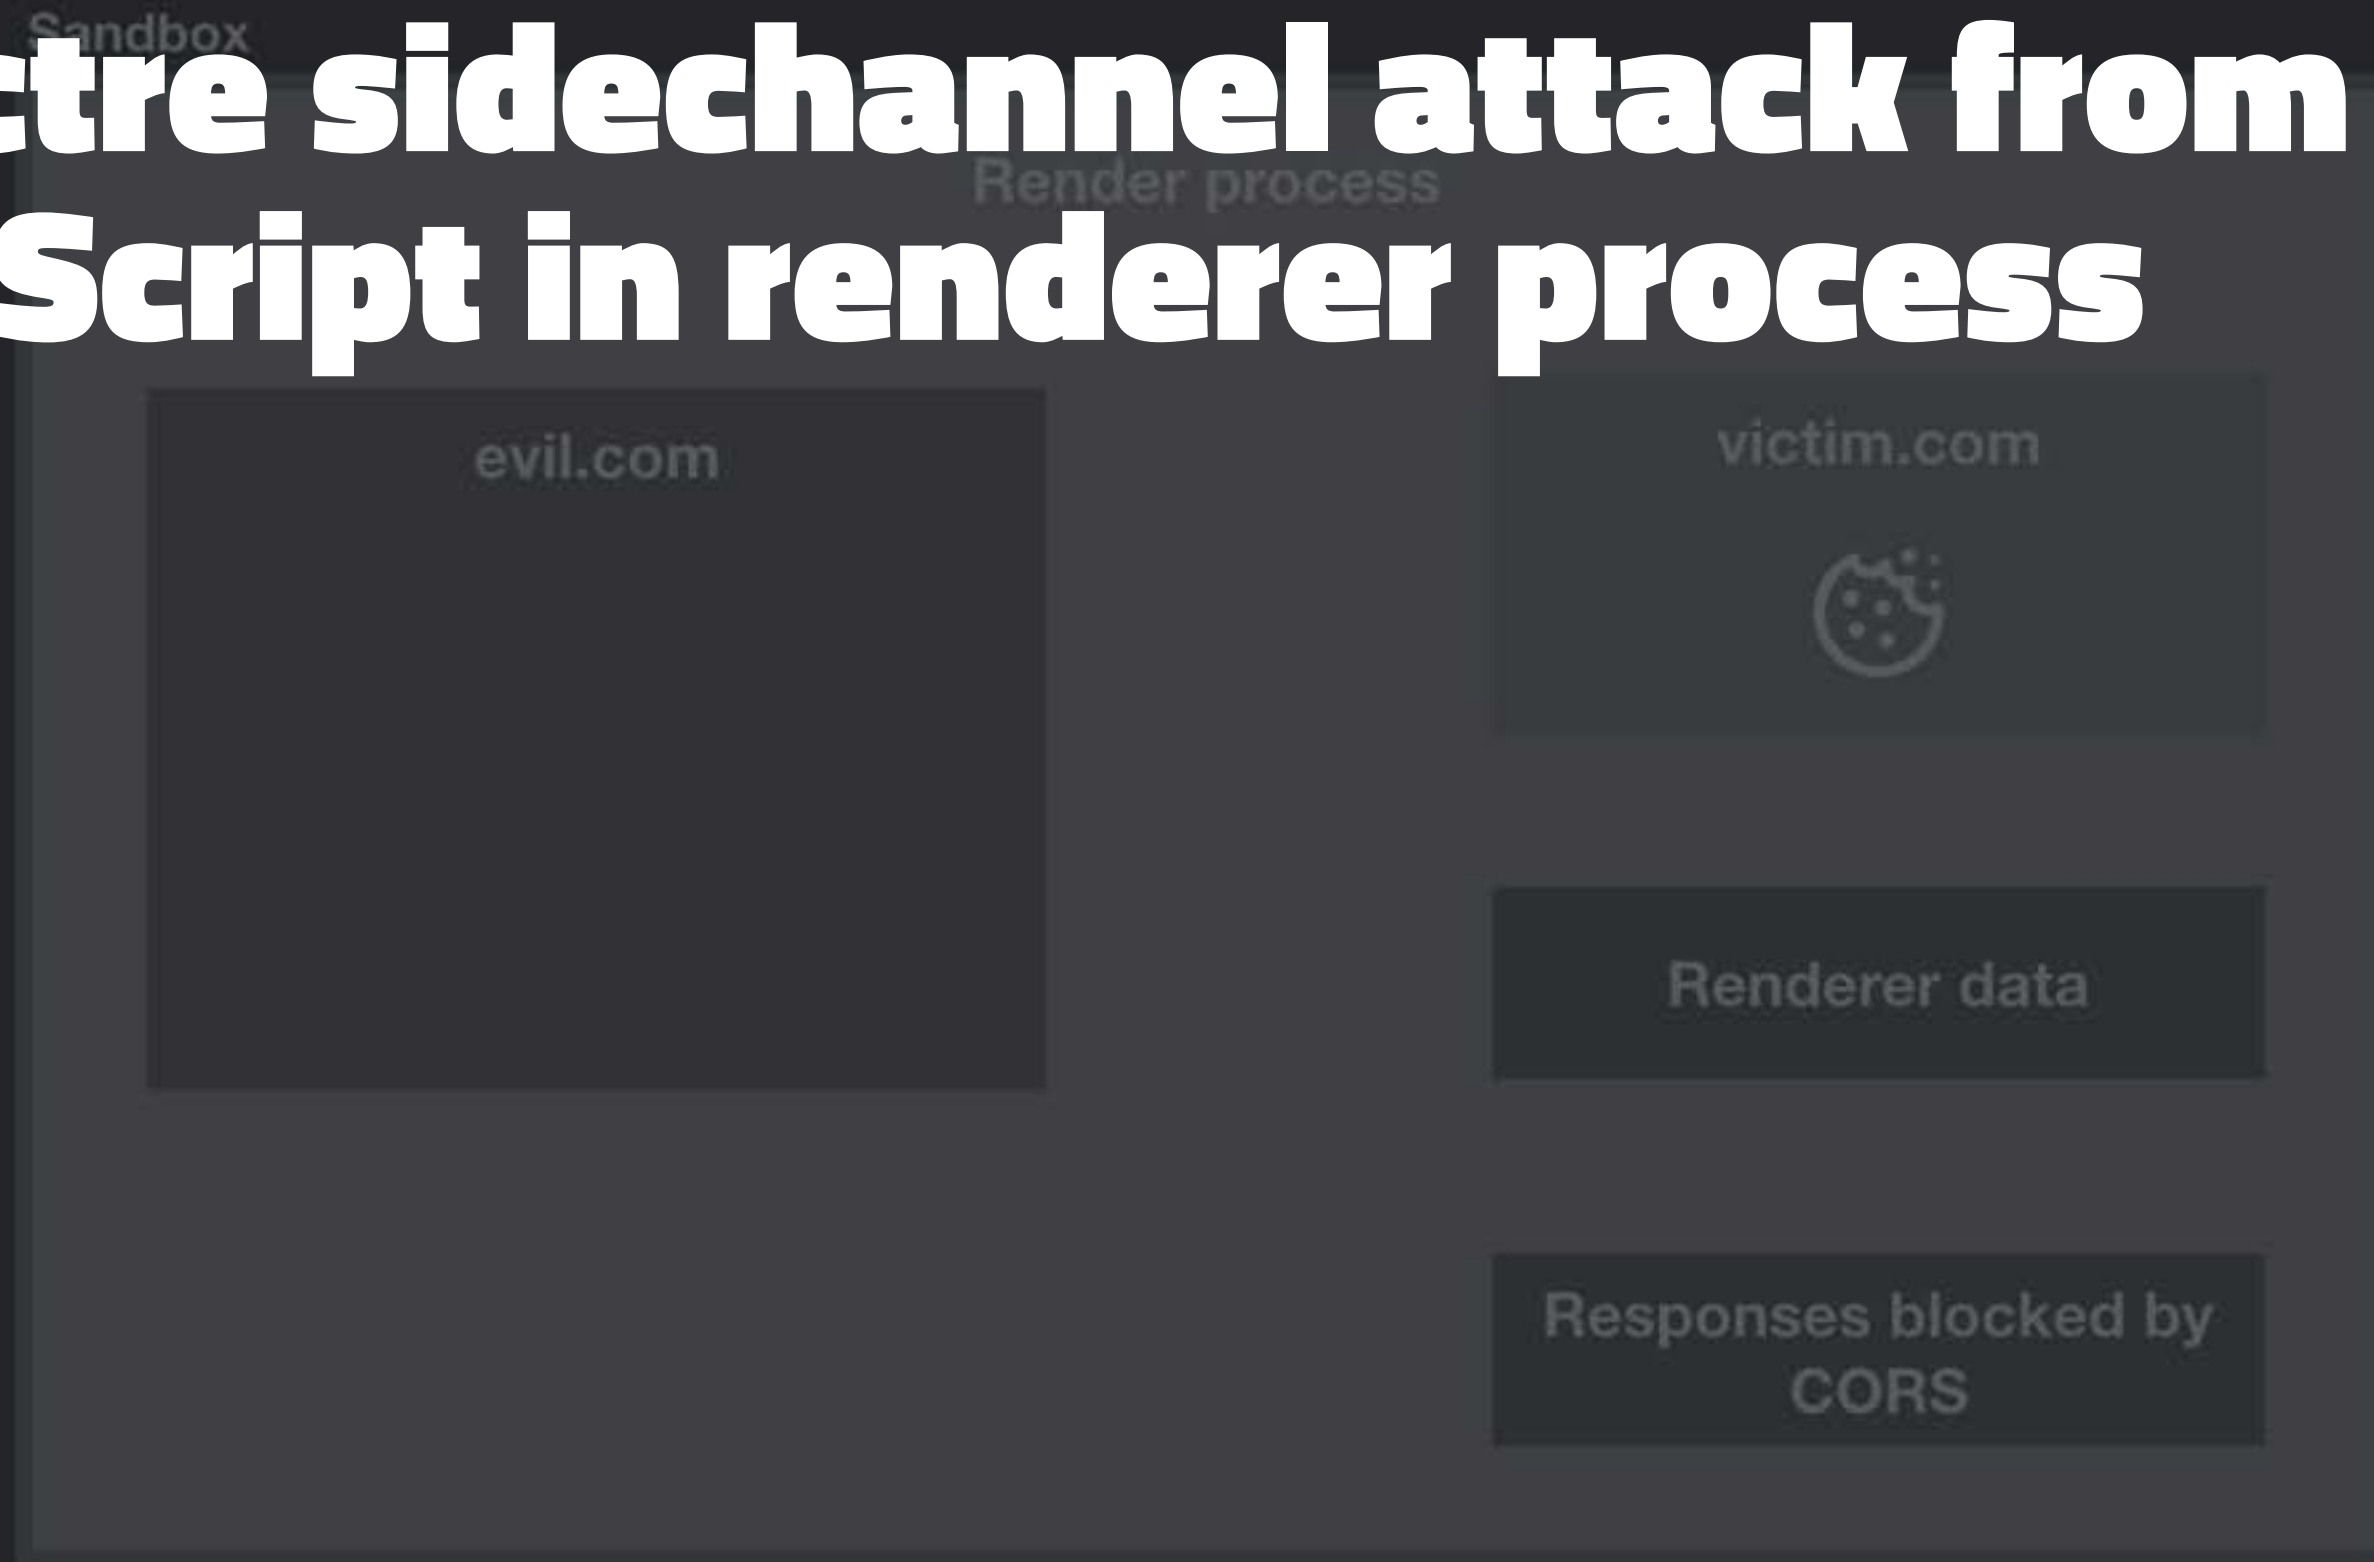 Sandbox
ctre sidechannel attack from
Render process
Script in renderer process
evil.com
victim.com
Renderer data
Responses blocked by
CORS